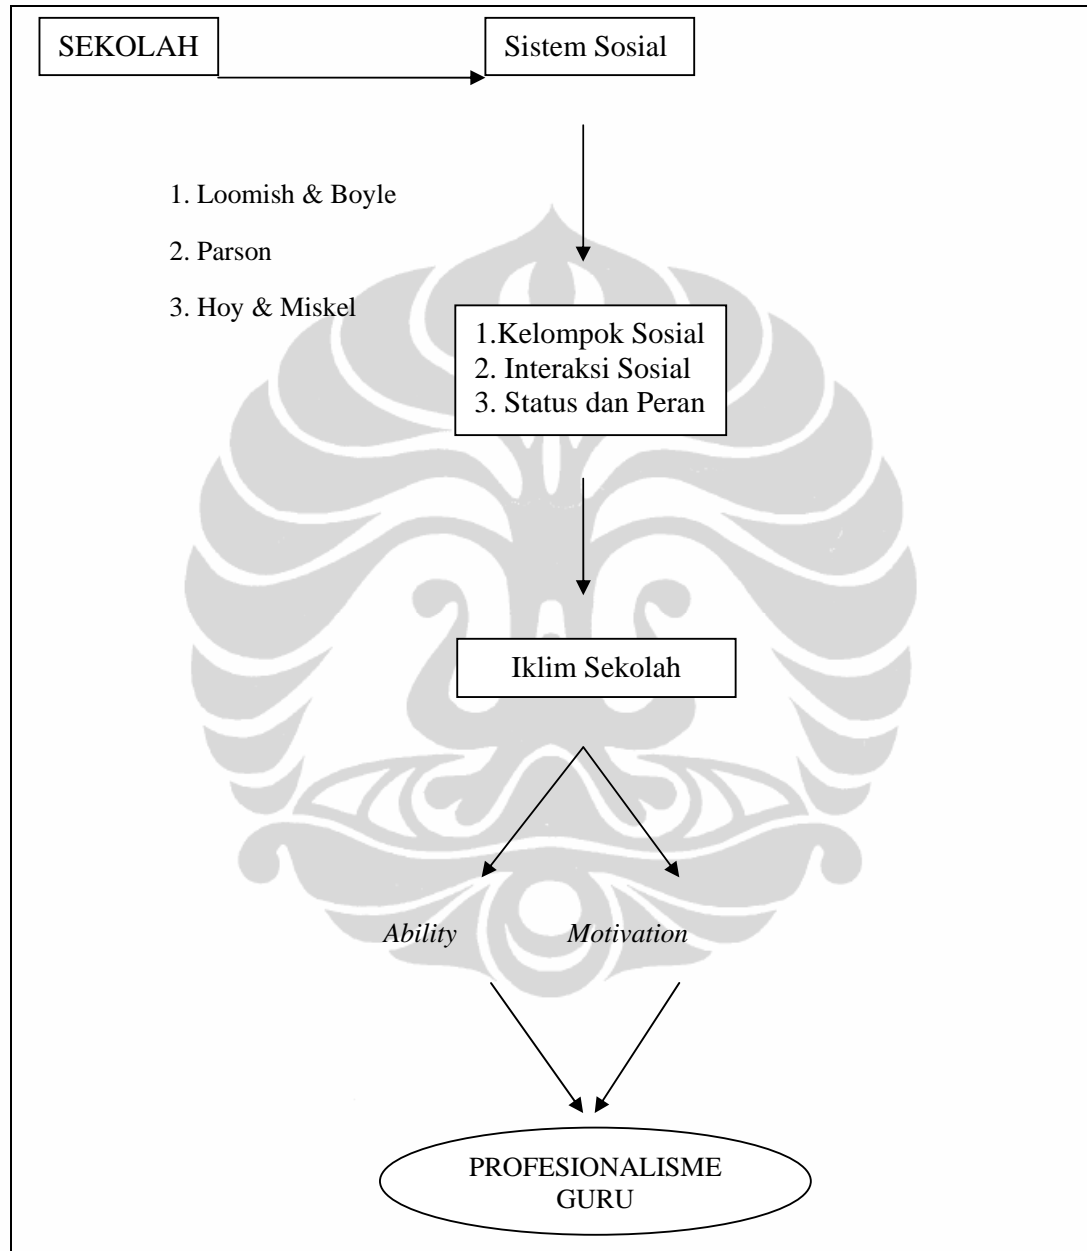 SEKOLAH
Sistem Sosial
1. Loomish & Boyle
2. Parson
3. Hoy & Miskel
1.Kelompok Sosial
2. Interaksi Sosial
3. Status dan Peran
Iklim Sekolah
Ability
Motivation
PROFESIONALISME
GURU